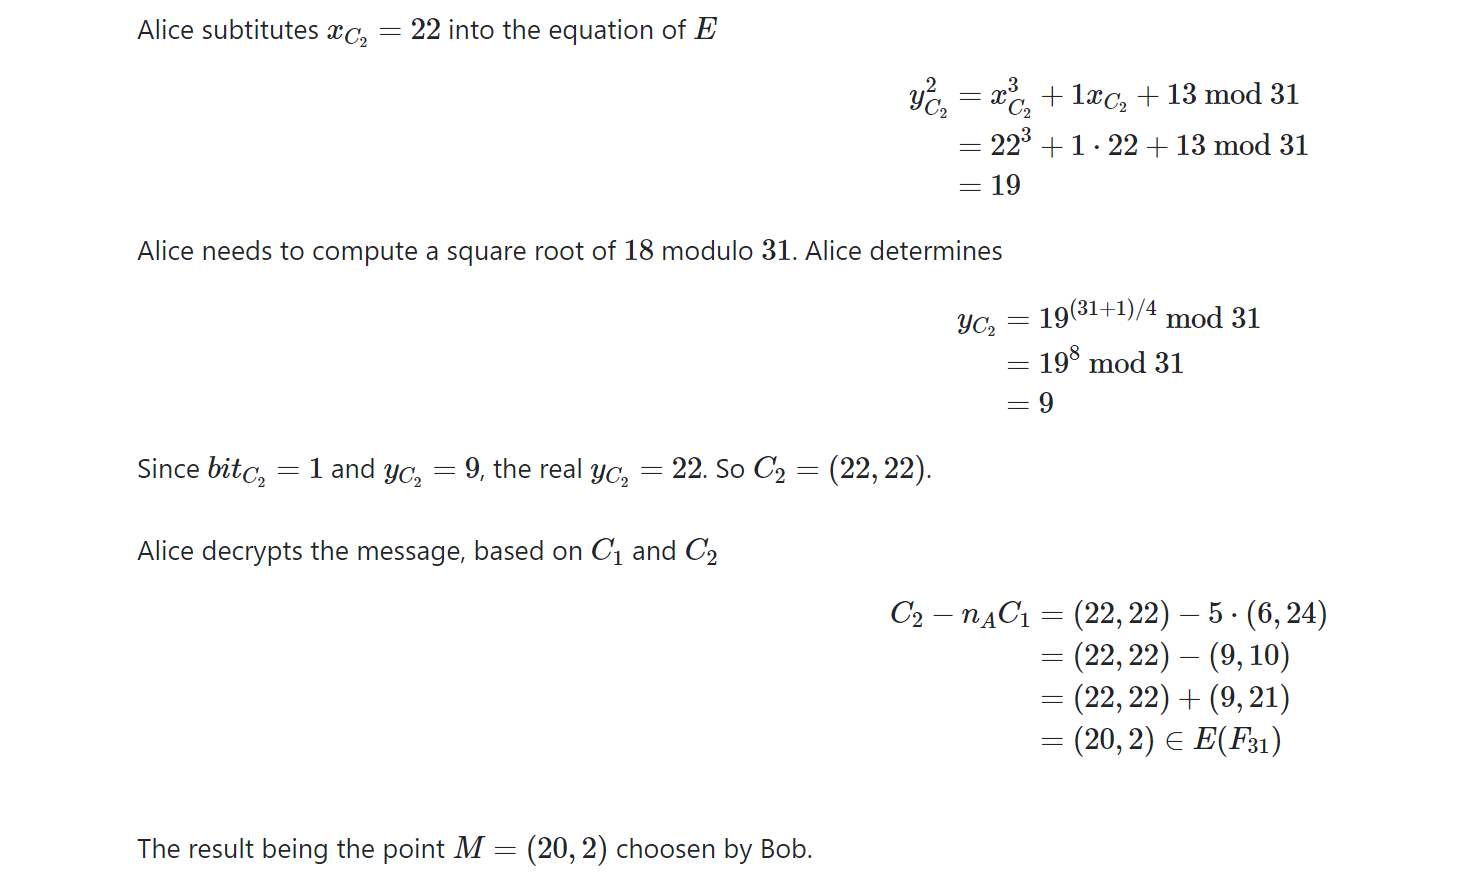 Alice subtitutes $x_{C_2} = 22$ into the equation of $E$
$y_{C_2}^2 = x_{C_2}^3 + 1x_{C_2} + 13 \bmod 31$
$= 22^3 + 1 \cdot 22 + 13 \bmod 31$
$= 19$
Alice needs to compute a square root of $18$ modulo $31$. Alice determines
$y_{C_2} = 19^{(31+1)/4} \bmod 31$
$= 19^8 \bmod 31$
$= 9$
Since $bit_{C_2} = 1$ and $y_{C_2} = 9$, the real $y_{C_2} = 22$. So $C_2 = (22, 22)$.
Alice decrypts the message, based on $C_1$ and $C_2$
$C_2 - n_A C_1 = (22, 22) - 5 \cdot (6, 24)$
$= (22, 22) - (9, 10)$
$= (22, 22) + (9, 21)$
$= (20, 2) \in E(F_{31})$
The result being the point $M = (20, 2)$ choosen by Bob.